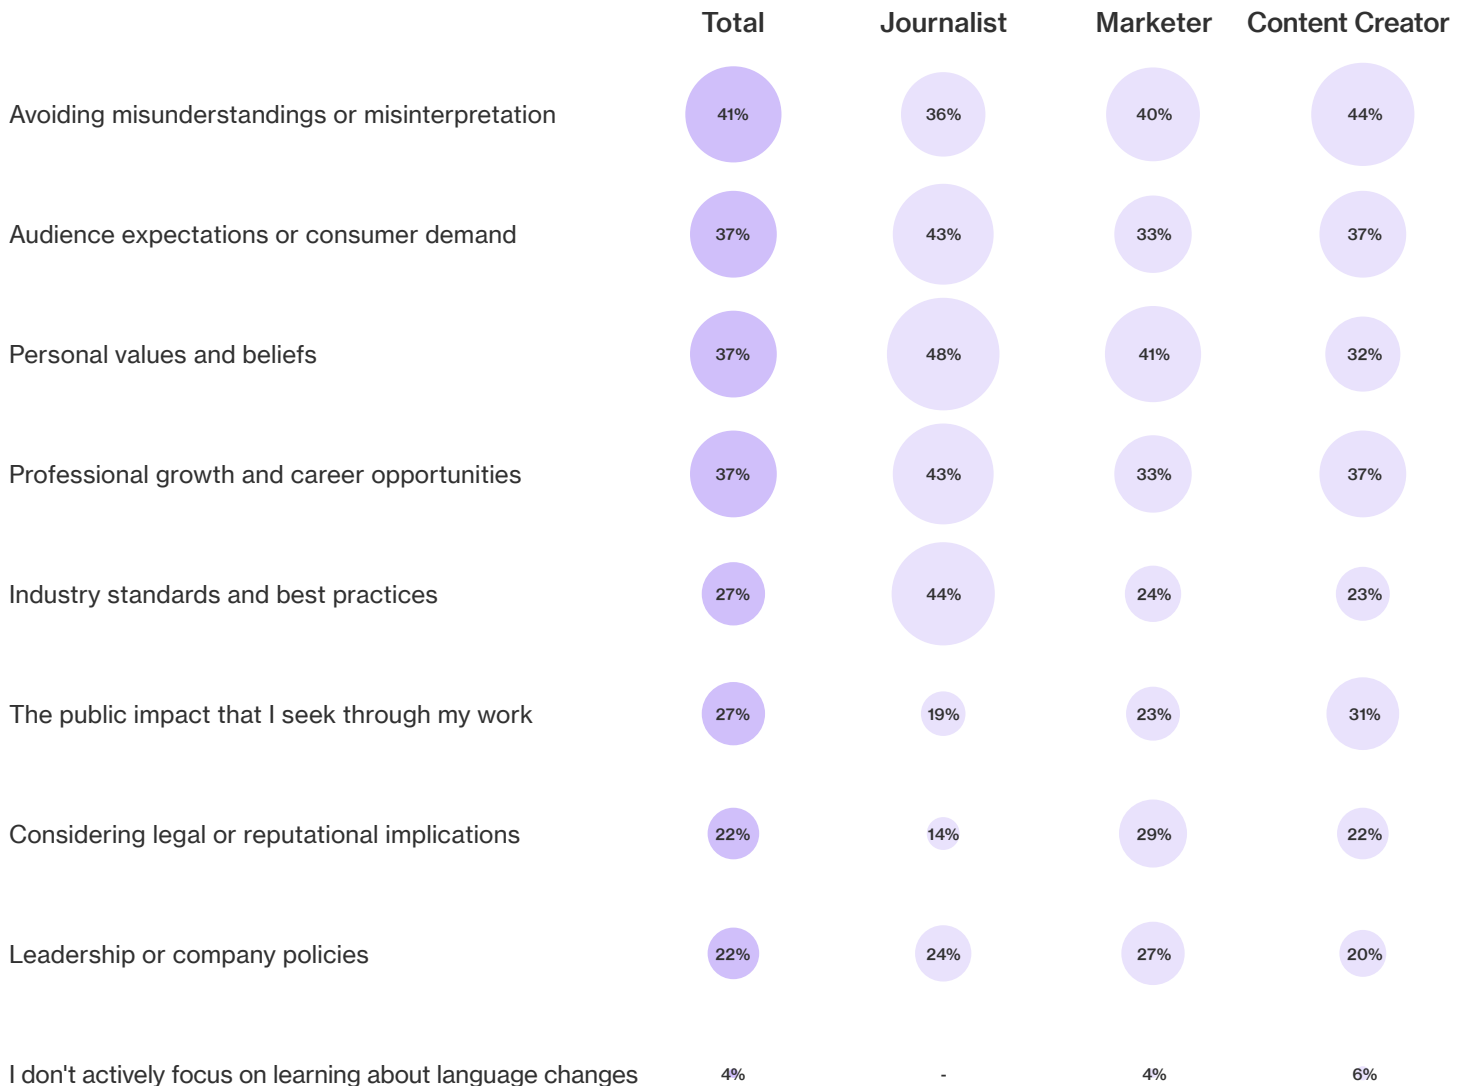 Total Journalist Marketer Content Creator
Avoiding misunderstandings or misinterpretation 41% 36% 40% 44%
Audience expectations or consumer demand 37% 43% 33% 37%
Personal values and beliefs 37% 48% 41% 32%
Professional growth and career opportunities 37% 43% 33% 37%
Industry standards and best practices 27% 44% 24% 23%
The public impact that I seek through my work 27% 19% 23% 31%
Considering legal or reputational implications 22% 14% 29% 22%
Leadership or company policies 22% 24% 27% 20%
I don't actively focus on learning about language changes 4% - 4% 6%